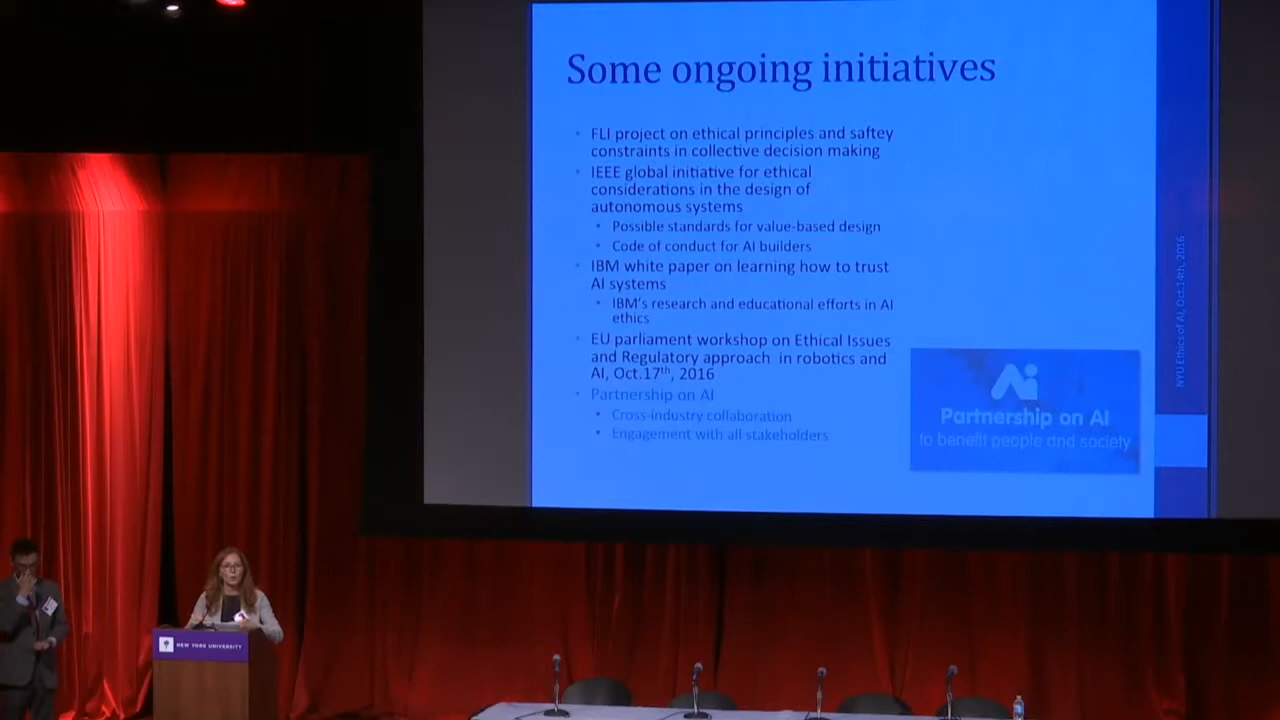 Some ongoing initiatives
FLI project on ethical principles and saftey
constraints in collective decision making
IEEE global initiative for ethical
considerations in the design of
autonomous systems
Possible standards for value-based design
Code of conduct for AI builders
IBM white paper on learning how to trust
AI systems
IBM's research and educational efforts in AI
ethics
EU parliament workshop on Ethical Issues
and Regulatory approach in robotics and
AI, Oct.17th, 2016
Partnership on AI
Cross-industry collaboration
Engagement with all stakeholders
Ai
Partnership on AI
to benefit people and society
NYU Ethics of AI, Oct.14th, 2016
NEW YORK UNIVERSITY